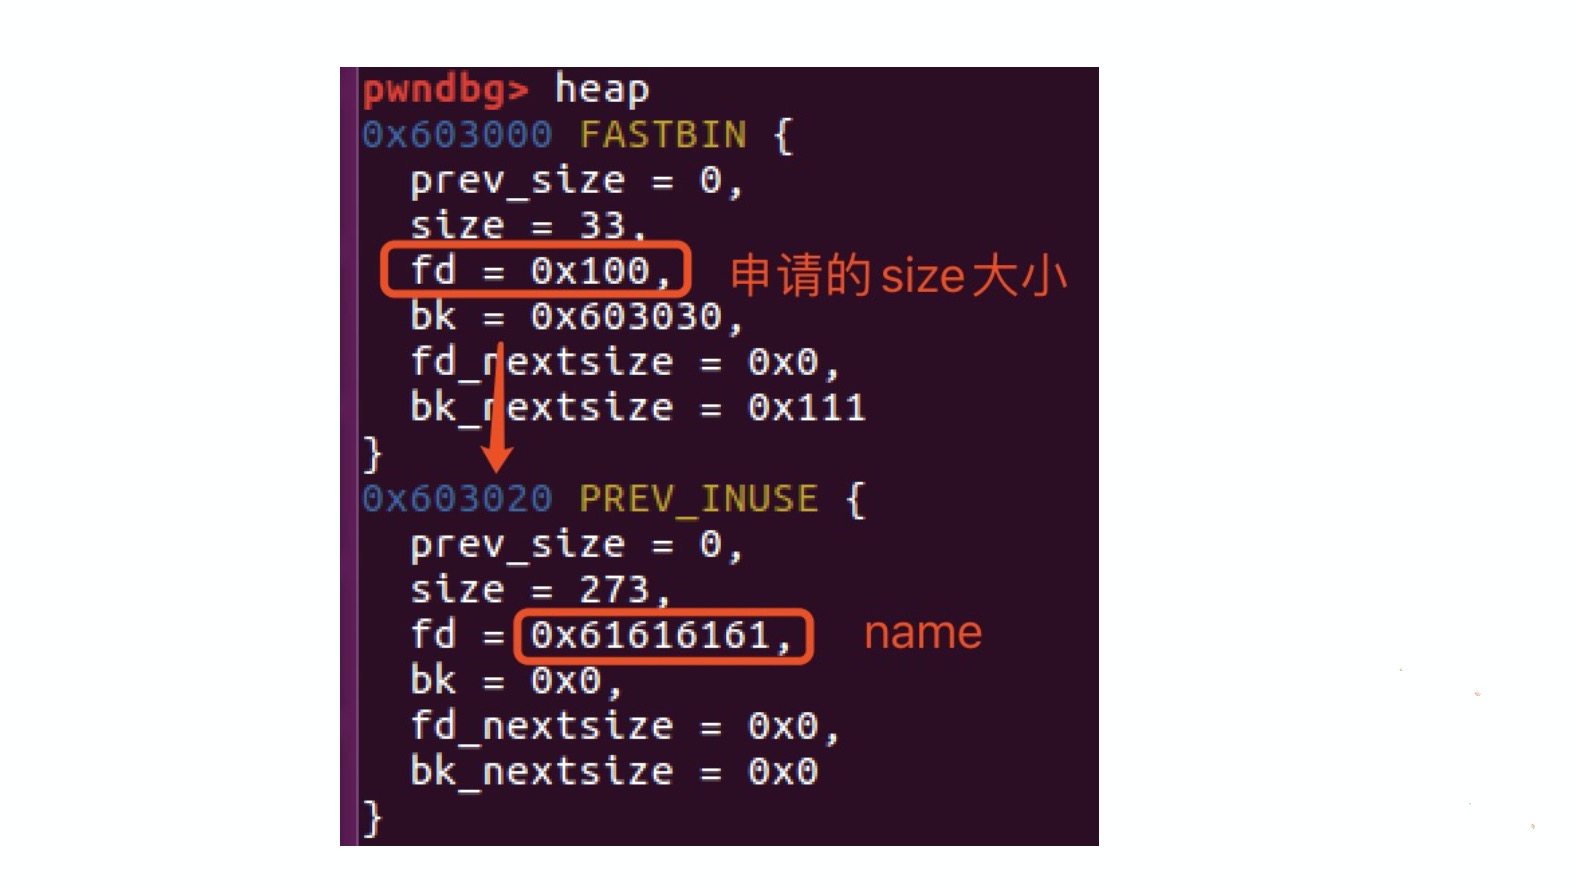 pwndbg> heap
0x603000 FASTBIN {
prev_size = 0,
size = 33,
fd = 0x100, 申请的size大小
bk = 0x603030,
fd_nextsize = 0x0,
bk_nextsize = 0x111
}
0x603020 PREV_INUSE {
prev_size = 0,
size = 273,
fd = 0x61616161, name
bk = 0x0,
fd_nextsize = 0x0,
bk_nextsize = 0x0
}